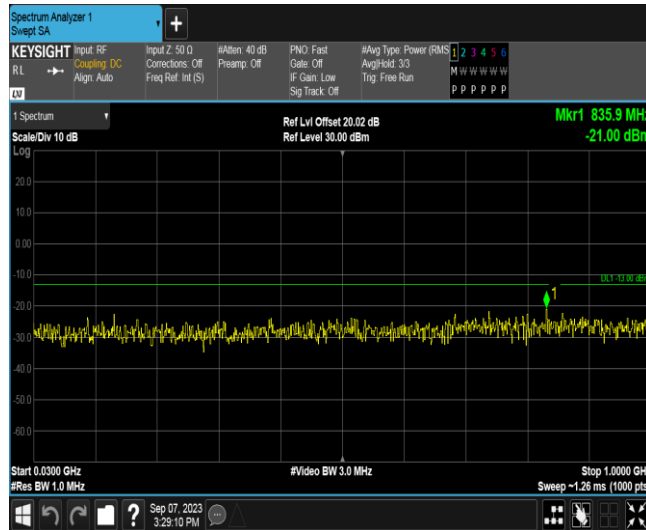 Spectrum Analyzer 1
Swept SA
KEYSIGHT
RL
LXI
Input: RF
Coupling: DC
Align: Auto
Input Z: 50 Ω
Corrections: Off
Freq Ref: Int (S)
#Atten: 40 dB
Preamp: Off
PNO: Fast
Gate: Off
IF Gain: Low
Sig Track: Off
#Avg Type: Power (RMS
Avg|Hold: 3/3
Trig: Free Run
1 2 3 4 5 6
M W W W W W
P P P P P P
1 Spectrum
Scale/Div 10 dB
Log
Ref Lvl Offset 20.02 dB
Ref Level 30.00 dBm
Mkr1 835.9 MHz
-21.00 dBm
20.0
10.0
0.00
-10.0
DL1 -13.00 dB
1
-20.0
-30.0
-40.0
-50.0
-60.0
Start 0.0300 GHz
#Res BW 1.0 MHz
#Video BW 3.0 MHz
Stop 1.0000 GHz
Sweep ~1.26 ms (1000 pts
?
Sep 07, 2023
3:29:10 PM